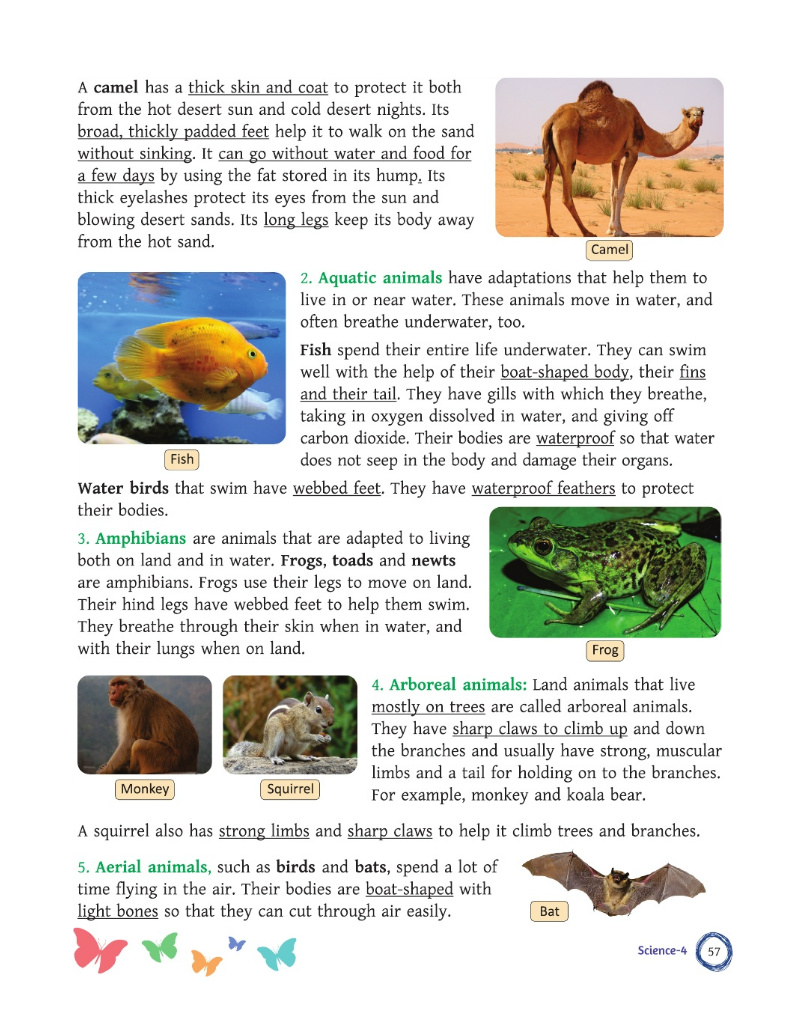 A camel has a thick skin and coat to protect it both
from the hot desert sun and cold desert nights. Its
broad, thickly padded feet help it to walk on the sand
without sinking. It can go without water and food for
a few days by using the fat stored in its hump. Its
thick eyelashes protect its eyes from the sun and
blowing desert sands. Its long legs keep its body away
from the hot sand.
Camel
2. Aquatic animals have adaptations that help them to
live in or near water. These animals move in water, and
often breathe underwater, too.
Fish spend their entire life underwater. They can swim
well with the help of their boat-shaped body, their fins
and their tail. They have gills with which they breathe,
taking in oxygen dissolved in water, and giving off
carbon dioxide. Their bodies are waterproof so that water
does not seep in the body and damage their organs.
Fish
Water birds that swim have webbed feet. They have waterproof feathers to protect
their bodies.
3. Amphibians are animals that are adapted to living
both on land and in water. Frogs, toads and newts
are amphibians. Frogs use their legs to move on land.
Their hind legs have webbed feet to help them swim.
They breathe through their skin when in water, and
with their lungs when on land.
Frog
4. Arboreal animals: Land animals that live
mostly on trees are called arboreal animals.
They have sharp claws to climb up and down
the branches and usually have strong, muscular
limbs and a tail for holding on to the branches.
For example, monkey and koala bear.
Monkey
Squirrel
A squirrel also has strong limbs and sharp claws to help it climb trees and branches.
5. Aerial animals, such as birds and bats, spend a lot of
time flying in the air. Their bodies are boat-shaped with
light bones so that they can cut through air easily.
Bat
Science-4
57